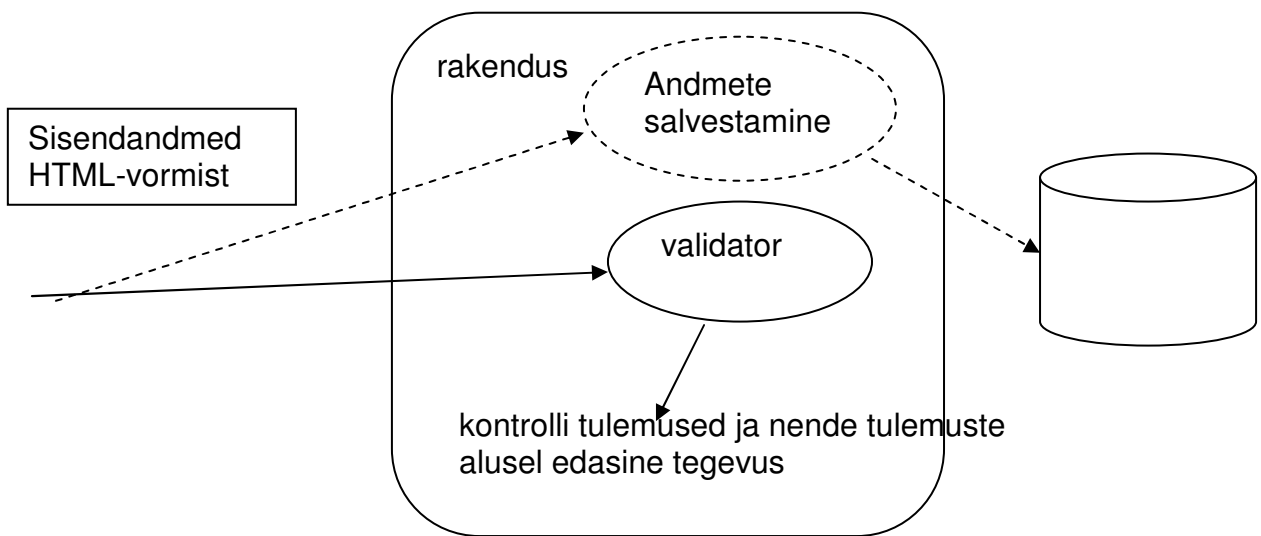 rakendus
Andmete
salvestamine
Sisendandmed
HTML-vormist
validator
kontrolli tulemused ja nende tulemuste
alusel edasine tegevus